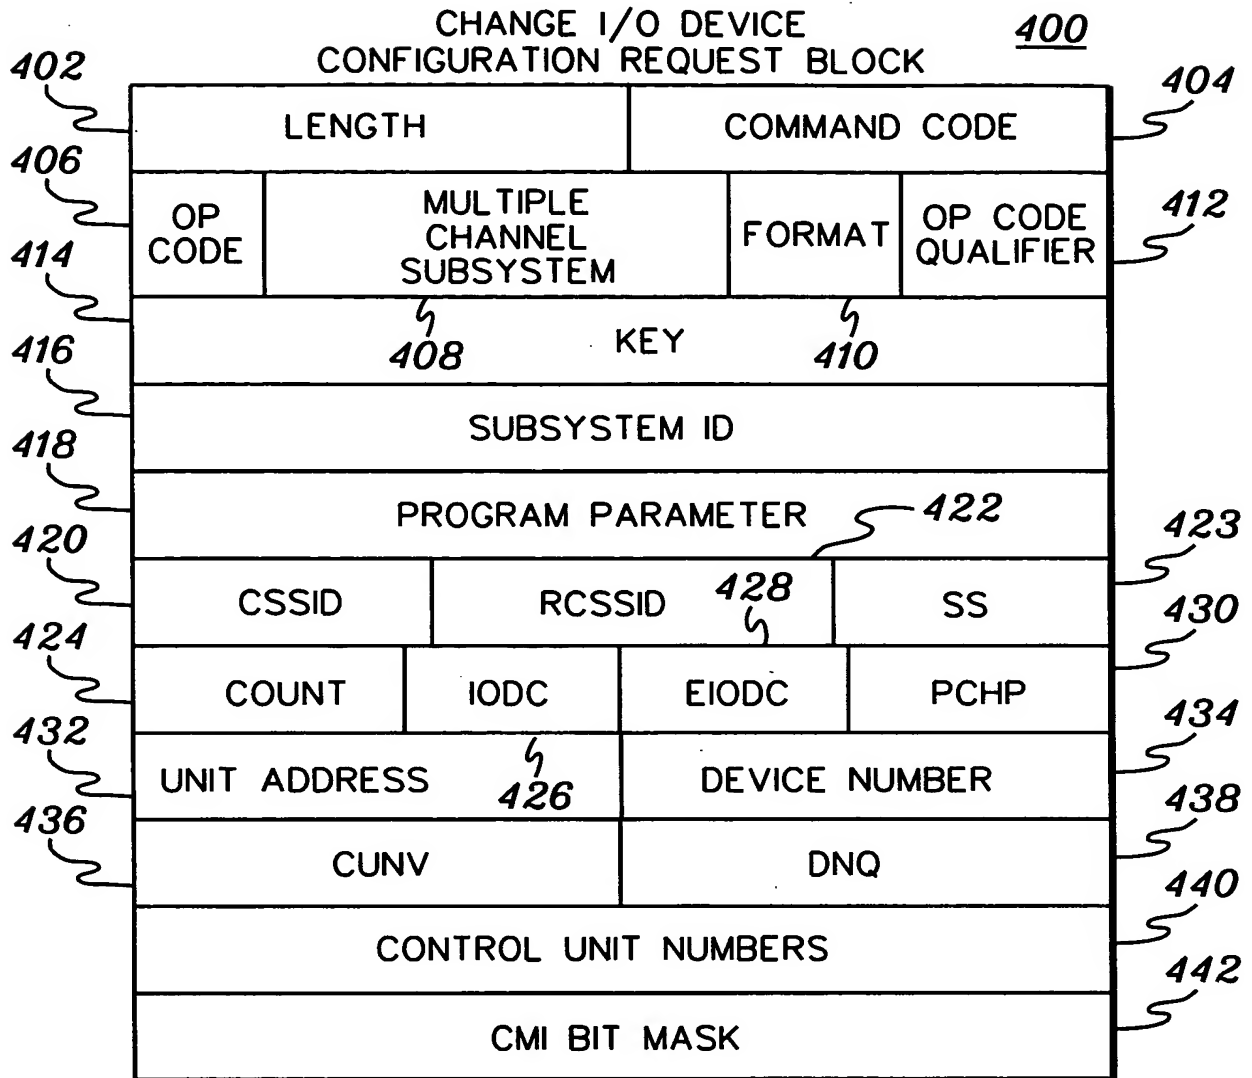 CHANGE I/O DEVICE 400
CONFIGURATION REQUEST BLOCK
402 404
LENGTH COMMAND CODE
406
OP CODE MULTIPLE CHANNEL SUBSYSTEM FORMAT OP CODE QUALIFIER 412
414
408 KEY 410
416
SUBSYSTEM ID
418
PROGRAM PARAMETER 422
420 423
CSSID RCSSID 428 SS
424 430
COUNT IODC EIODC PCHP
432 434
UNIT ADDRESS 426 DEVICE NUMBER
436 438
CUNV DNQ
440
CONTROL UNIT NUMBERS
442
CMI BIT MASK